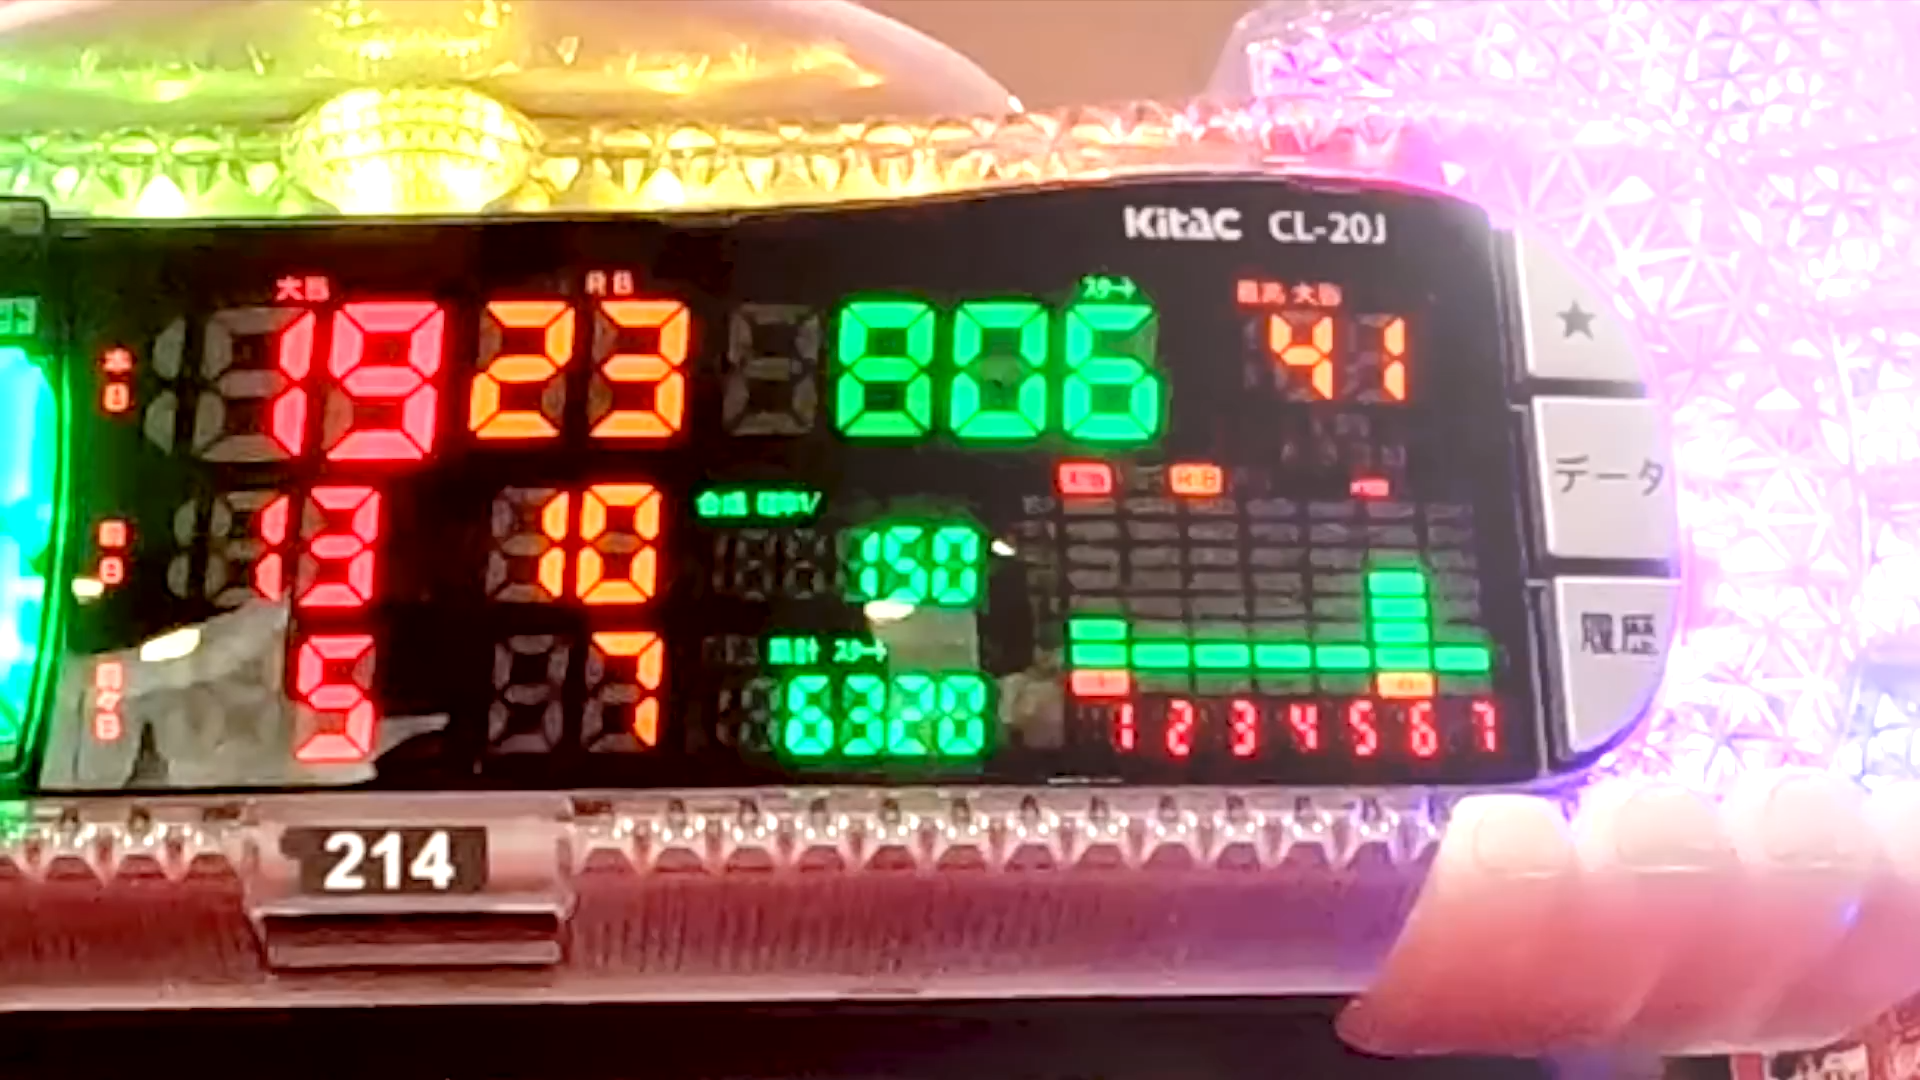 Kitac CL-20J
大当 RB スタート 最高大当
本日 19 23 806 41
★
データ
履歴
前日 13 10 合成確率1/ 150
RB
前々日 5 7 累計 スタート 6320
1 2 3 4 5 6 7
214